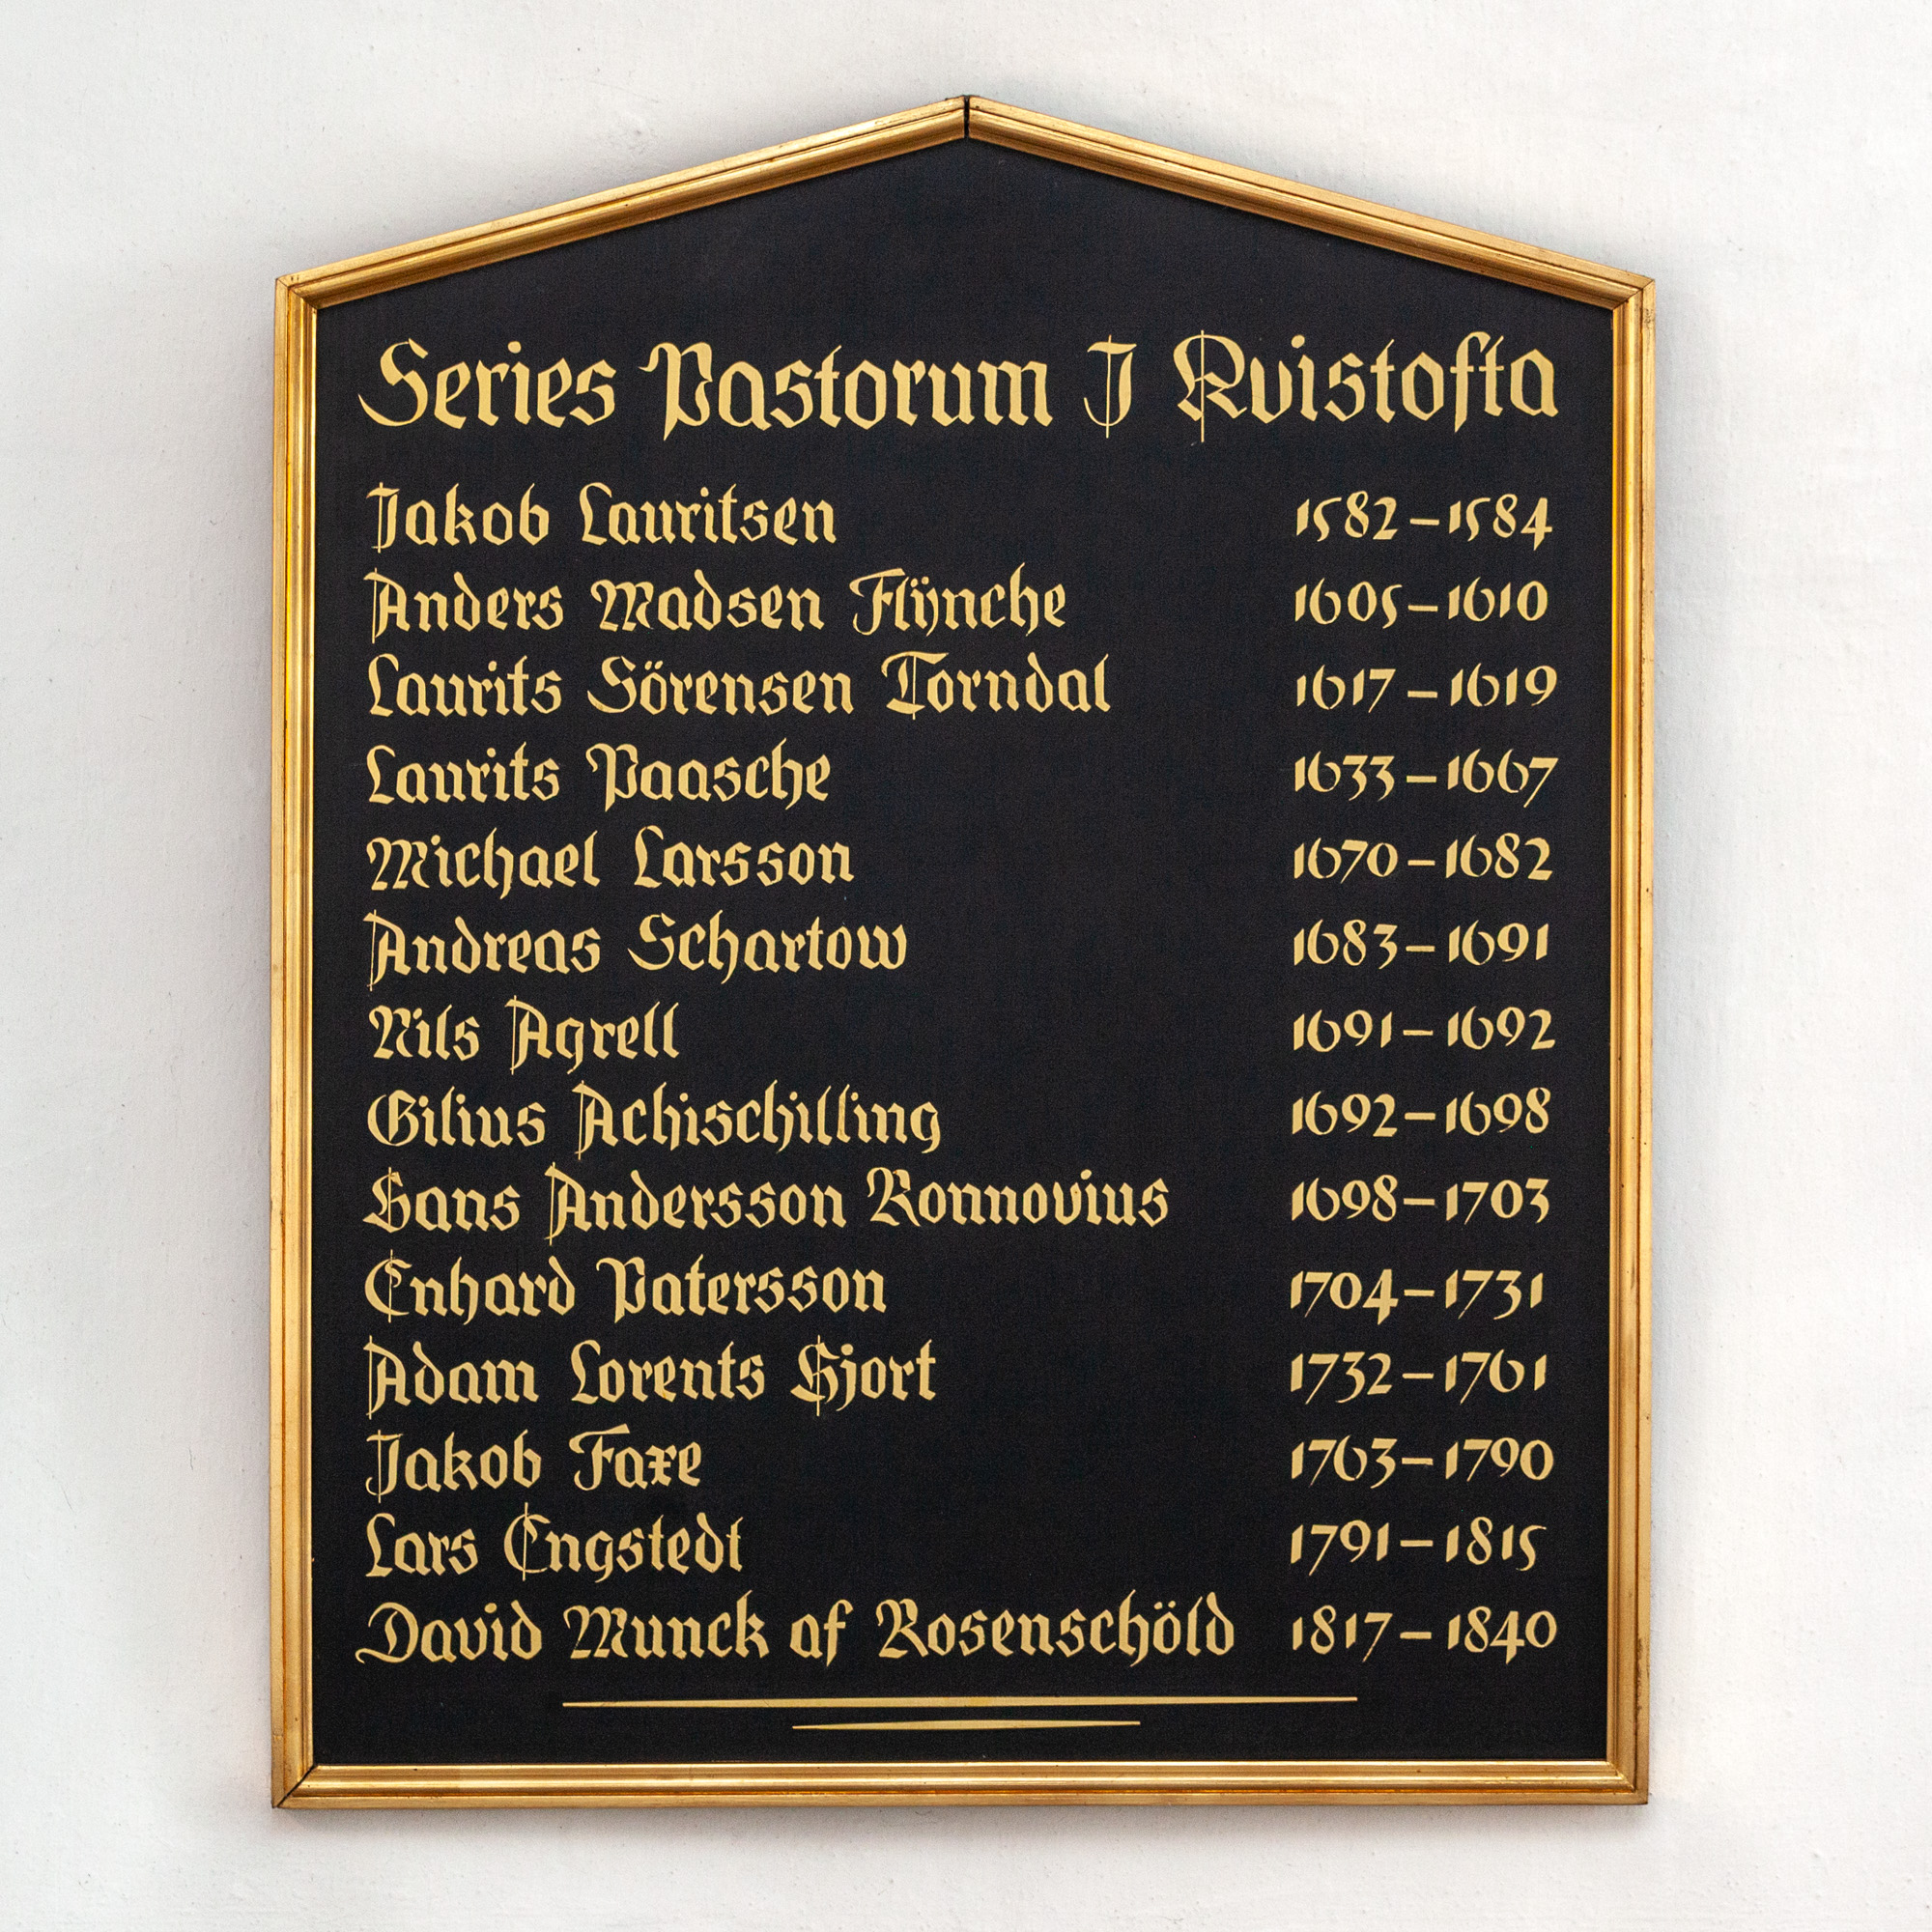 Series Pastorum I Kvistofta
Jakob Lauritsen 1582–1584
Anders Madsen Flÿnche 1605–1610
Laurits Sörensen Torndal 1617–1619
Laurits Paasche 1633–1667
Michael Larsson 1670–1682
Andreas Schartow 1683–1691
Nils Agrell 1691–1692
Gilius Achischilling 1692–1698
Hans Andersson Ronnovius 1698–1703
Enhard Patersson 1704–1731
Adam Lorents Hjort 1732–1761
Jakob Faxe 1763–1790
Lars Engstedt 1791–1815
David Munck af Rosenschöld 1817–1840